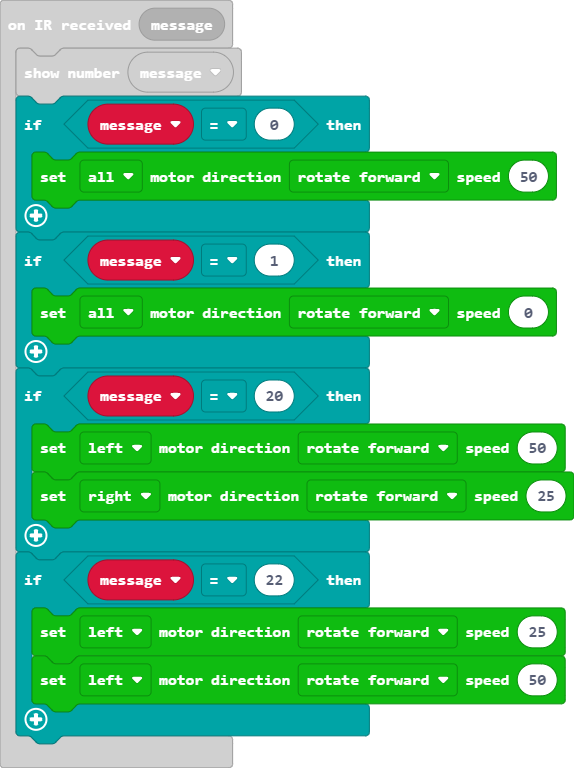 on IR received message
show number message
if message = 0 then
set all motor direction rotate forward speed 50
if message = 1 then
set all motor direction rotate forward speed 0
if message = 20 then
set left motor direction rotate forward speed 50
set right motor direction rotate forward speed 25
if message = 22 then
set left motor direction rotate forward speed 25
set left motor direction rotate forward speed 50